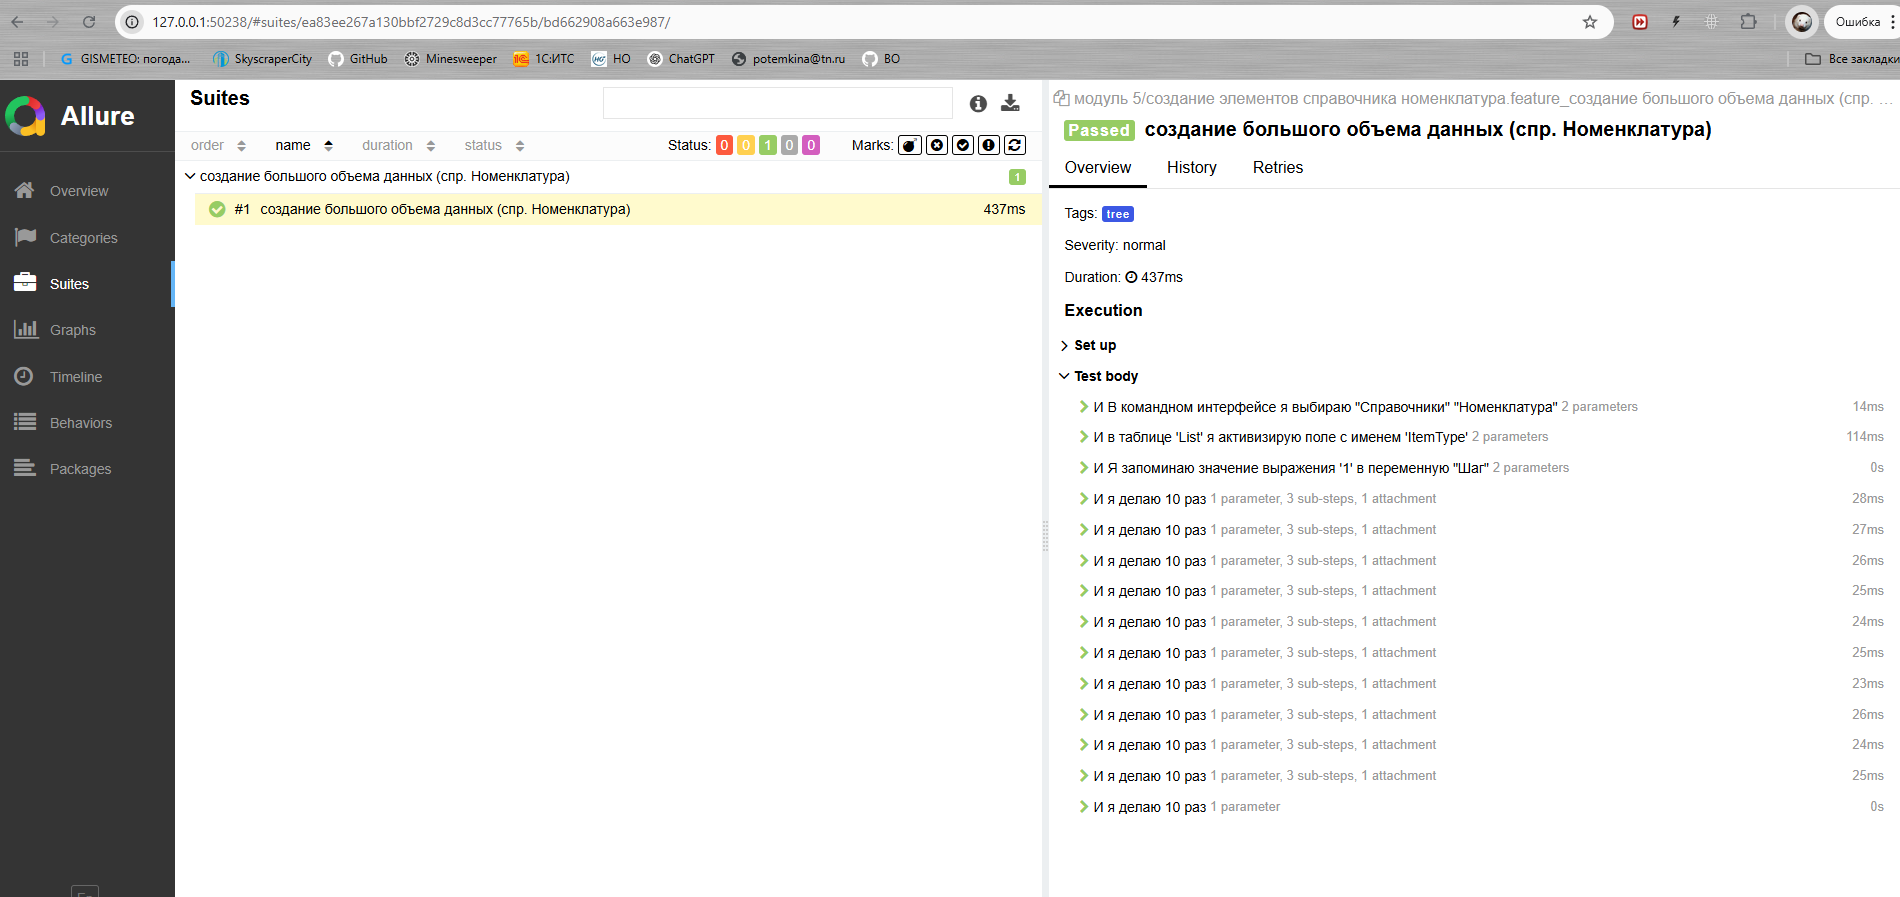 127.0.0.1:50238/#suites/ea83ee267a130bbf2729c8d3cc77765b/bd662908a663e987/
Ошибка
GISMETEO: погода...
SkyscraperCity
GitHub
Minesweeper
1С:ИТС
НО
ChatGPT
potemkina@tn.ru
ВО
Все закладки
Allure
Overview
Categories
Suites
Graphs
Timeline
Behaviors
Packages
Suites
order name duration status
Status: 0 0 1 0 0 Marks:
создание большого объема данных (спр. Номенклатура) 1
#1 создание большого объема данных (спр. Номенклатура) 437ms
модуль 5/создание элементов справочника номенклатура.feature_создание большого объема данных (спр. ...
Passed создание большого объема данных (спр. Номенклатура)
Overview History Retries
Tags: tree
Severity: normal
Duration: 437ms
Execution
Set up
Test body
И В командном интерфейсе я выбираю "Справочники" "Номенклатура" 2 parameters 14ms
И в таблице 'List' я активизирую поле с именем 'ItemType' 2 parameters 114ms
И Я запоминаю значение выражения '1' в переменную "Шаг" 2 parameters 0s
И я делаю 10 раз 1 parameter, 3 sub-steps, 1 attachment 28ms
И я делаю 10 раз 1 parameter, 3 sub-steps, 1 attachment 27ms
И я делаю 10 раз 1 parameter, 3 sub-steps, 1 attachment 26ms
И я делаю 10 раз 1 parameter, 3 sub-steps, 1 attachment 25ms
И я делаю 10 раз 1 parameter, 3 sub-steps, 1 attachment 24ms
И я делаю 10 раз 1 parameter, 3 sub-steps, 1 attachment 25ms
И я делаю 10 раз 1 parameter, 3 sub-steps, 1 attachment 23ms
И я делаю 10 раз 1 parameter, 3 sub-steps, 1 attachment 26ms
И я делаю 10 раз 1 parameter, 3 sub-steps, 1 attachment 24ms
И я делаю 10 раз 1 parameter, 3 sub-steps, 1 attachment 25ms
И я делаю 10 раз 1 parameter 0s